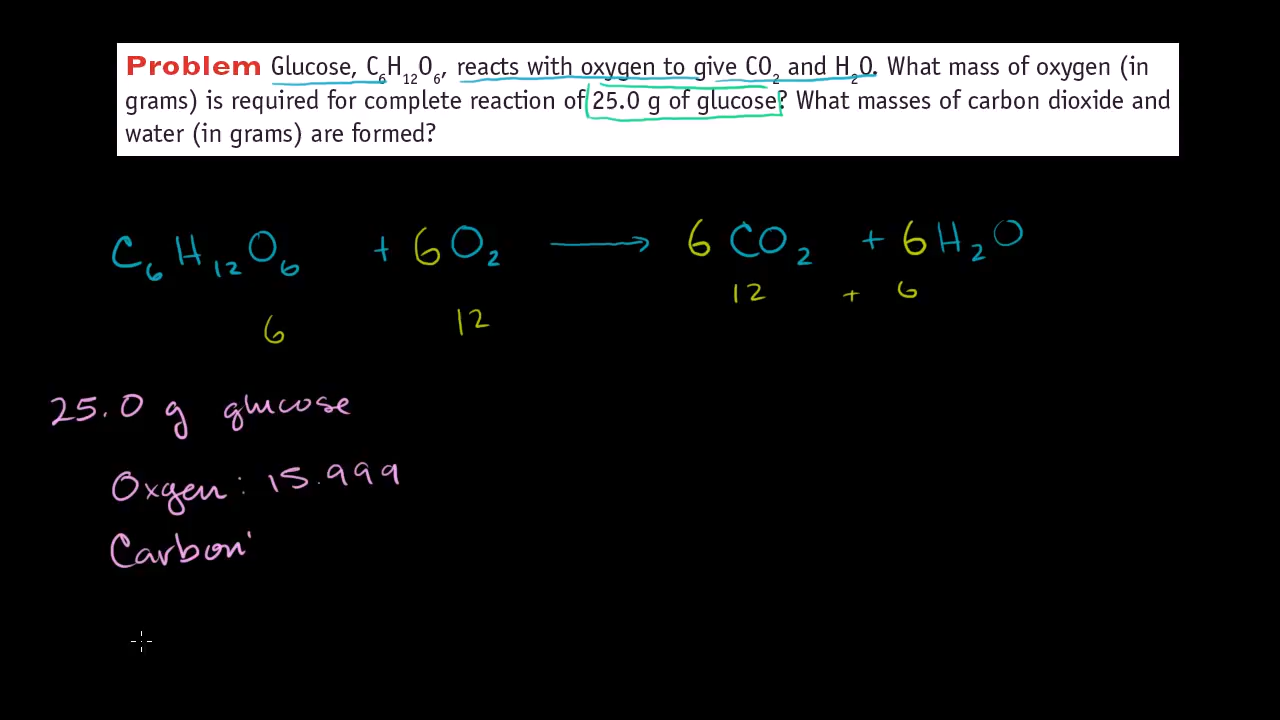 Problem Glucose, C₆H₁₂O₆, reacts with oxygen to give CO₂ and H₂O. What mass of oxygen (in
grams) is required for complete reaction of 25.0 g of glucose? What masses of carbon dioxide and
water (in grams) are formed?
C₆H₁₂O₆ + 6O₂ → 6CO₂ + 6H₂O
12 + 6
6 12
25.0 g glucose
Oxgen: 15.999
Carbon'